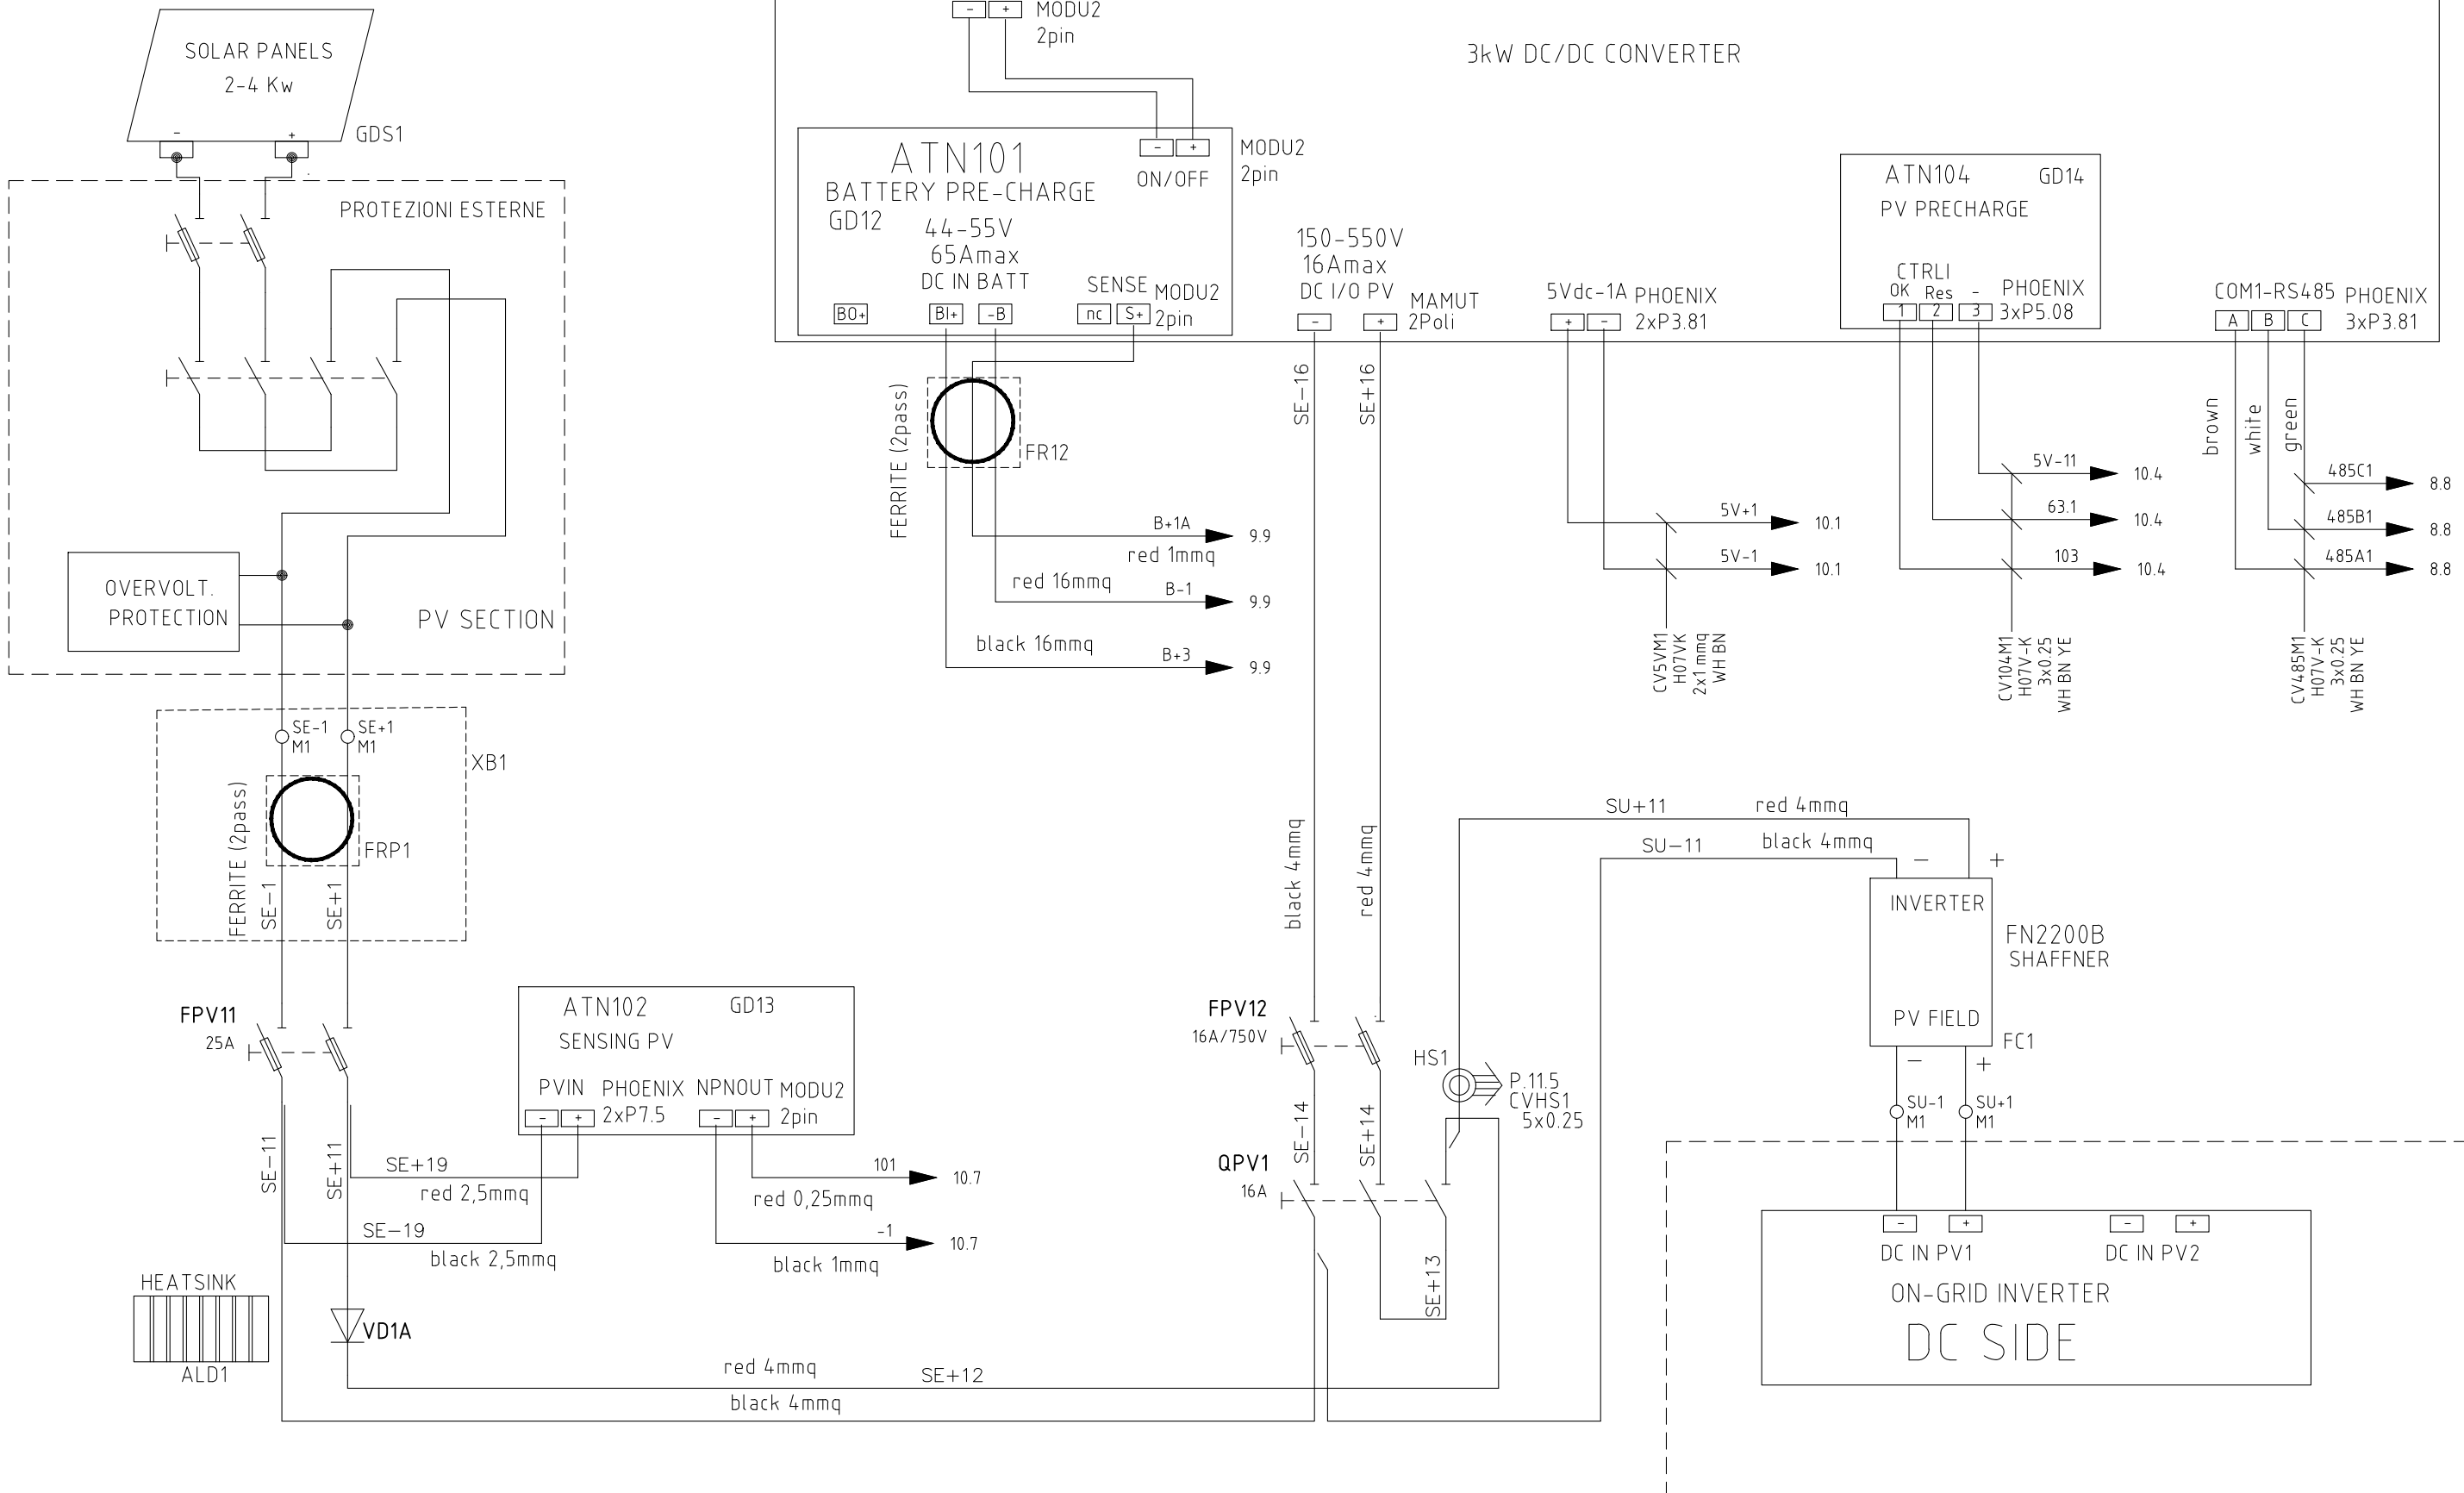 SOLAR PANELS
2-4 Kw
- +
GDS1
PROTEZIONI ESTERNE
OVERVOLT.
PROTECTION
PV SECTION
SE-1
M1
SE+1
M1
XB1
FERRITE (2pass)
FRP1
SE-1
SE+1
FPV11
25A
SE-11
SE+11
HEATSINK
ALD1
VD1A
ATN102
GD13
SENSING PV
PVIN
PHOENIX
2xP7.5
NPNOUT
MODU2
2pin
- +
- +
SE+19
red 2,5mmq
SE-19
black 2,5mmq
101
10.7
red 0,25mmq
-1
10.7
black 1mmq
red 4mmq
SE+12
black 4mmq
- +
MODU2
2pin
3kW DC/DC CONVERTER
ATN101
BATTERY PRE-CHARGE
GD12
- +
ON/OFF
MODU2
2pin
44-55V
65Amax
DC IN BATT
SENSE
MODU2
2pin
BO+
BI+
-B
nc
S+
FERRITE (2pass)
FR12
B+1A
9.9
red 1mmq
red 16mmq
B-1
9.9
black 16mmq
B+3
9.9
150-550V
16Amax
DC I/O PV
MAMUT
2Poli
- +
SE-16
SE+16
black 4mmq
red 4mmq
5Vdc-1A
PHOENIX
2xP3.81
+ -
5V+1
10.1
5V-1
10.1
CV5VM1
H07VK
2x1 mmq
WH BN
ATN104
GD14
PV PRECHARGE
CTRLI
OK
Res
-
PHOENIX
3xP5.08
1
2
3
5V-11
10.4
63.1
10.4
103
10.4
CV104M1
H07V-K
3x0.25
WH BN YE
COM1-RS485
PHOENIX
3xP3.81
A
B
C
brown
white
green
485C1
8.8
485B1
8.8
485A1
8.8
CV485M1
H07V-K
3x0.25
WH BN YE
FPV12
16A/750V
SE-14
SE+14
QPV1
16A
SE+13
HS1
P.11.5
CVHS1
5x0.25
SU+11
red 4mmq
SU-11
black 4mmq
- +
INVERTER
FN2200B
SHAFFNER
PV FIELD
FC1
- +
SU-1
M1
SU+1
M1
- +
DC IN PV1
- +
DC IN PV2
ON-GRID INVERTER
DC SIDE